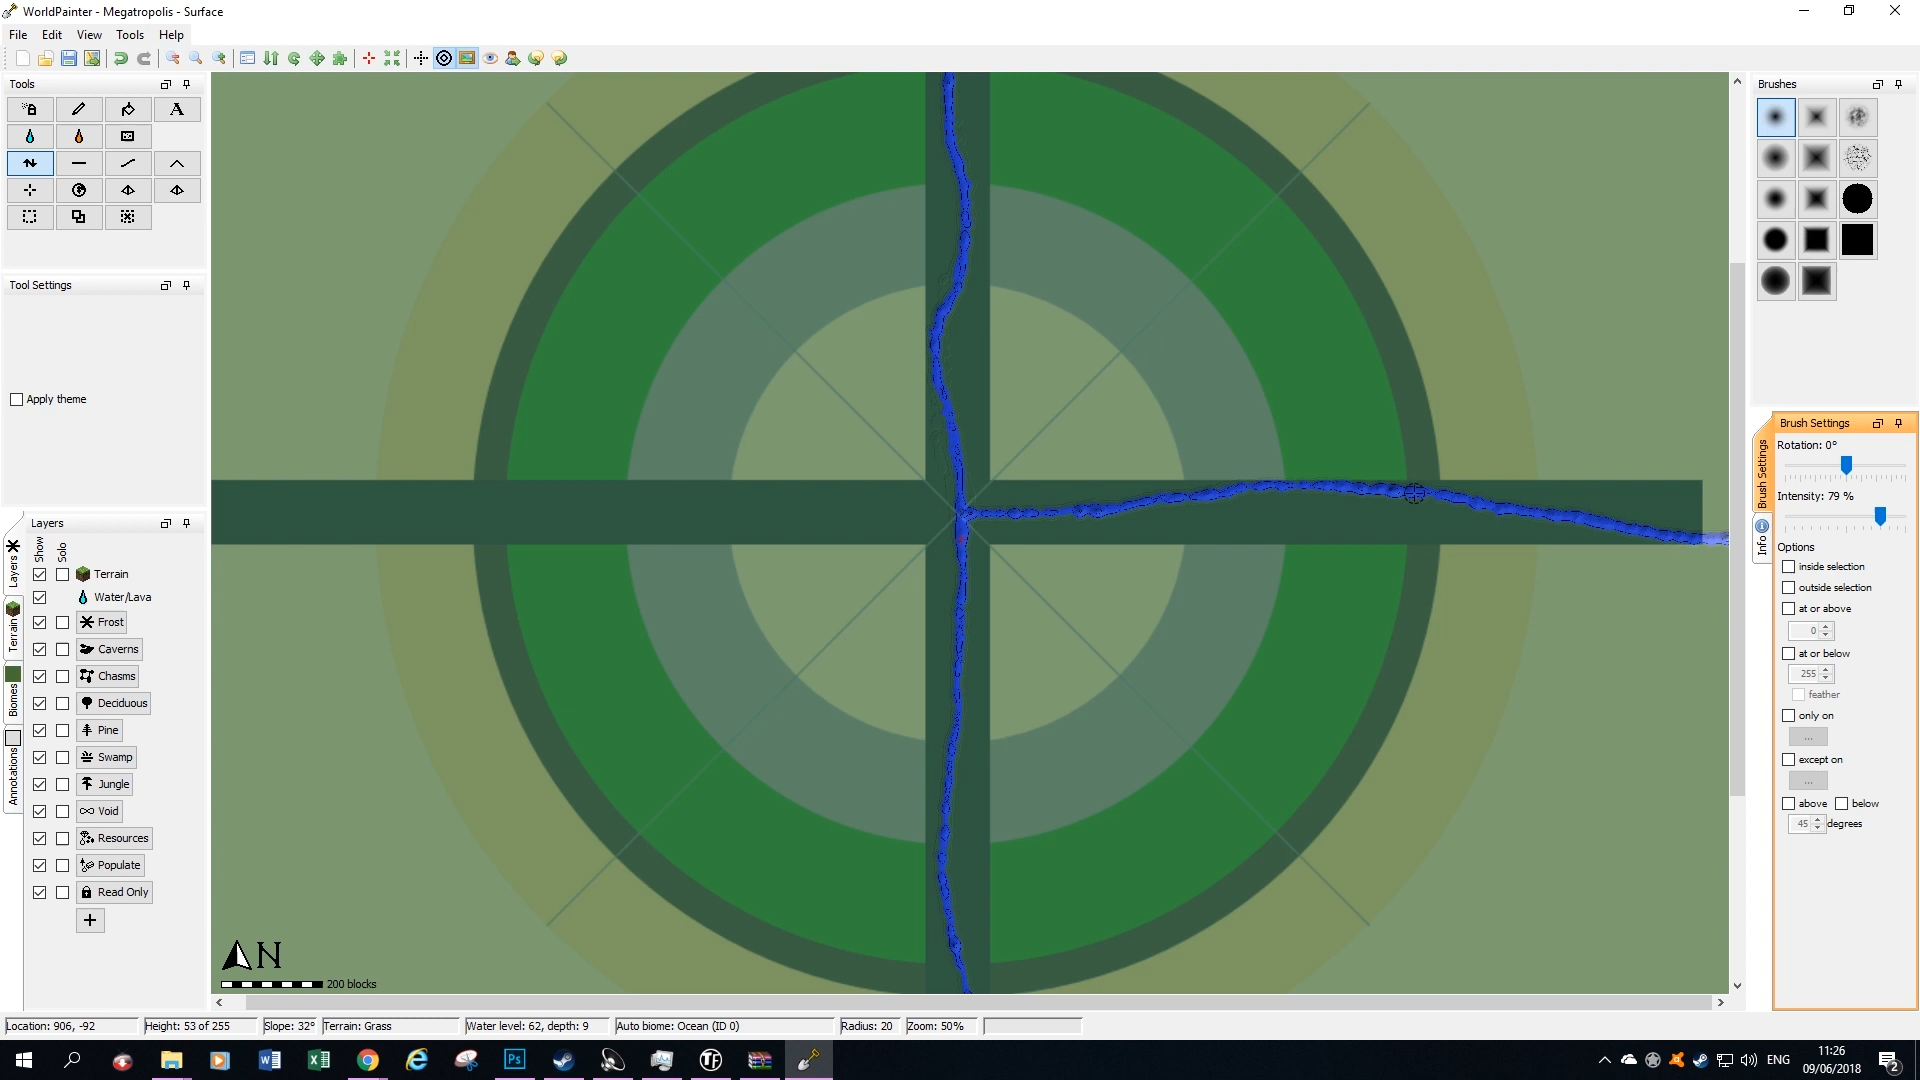 WorldPainter - Megatropolis - Surface
File Edit View Tools Help
Tools
A
Tool Settings
Apply theme
Layers
Show
Solo
Layers
Terrain
Biomes
Annotations
Terrain
Water/Lava
Frost
Caverns
Chasms
Deciduous
Pine
Swamp
Jungle
Void
Resources
Populate
Read Only
N
200 blocks
Brushes
Brush Settings
Info
Brush Settings
Rotation: 0°
Intensity: 79 %
Options
inside selection
outside selection
at or above
0
at or below
255
feather
only on
...
except on
...
above below
45 degrees
Location: 906, -92 Height: 53 of 255 Slope: 32° Terrain: Grass Water level: 62, depth: 9 Auto biome: Ocean (ID 0) Radius: 20 Zoom: 50%
Ps
TF
ENG
11:26
09/06/2018
2